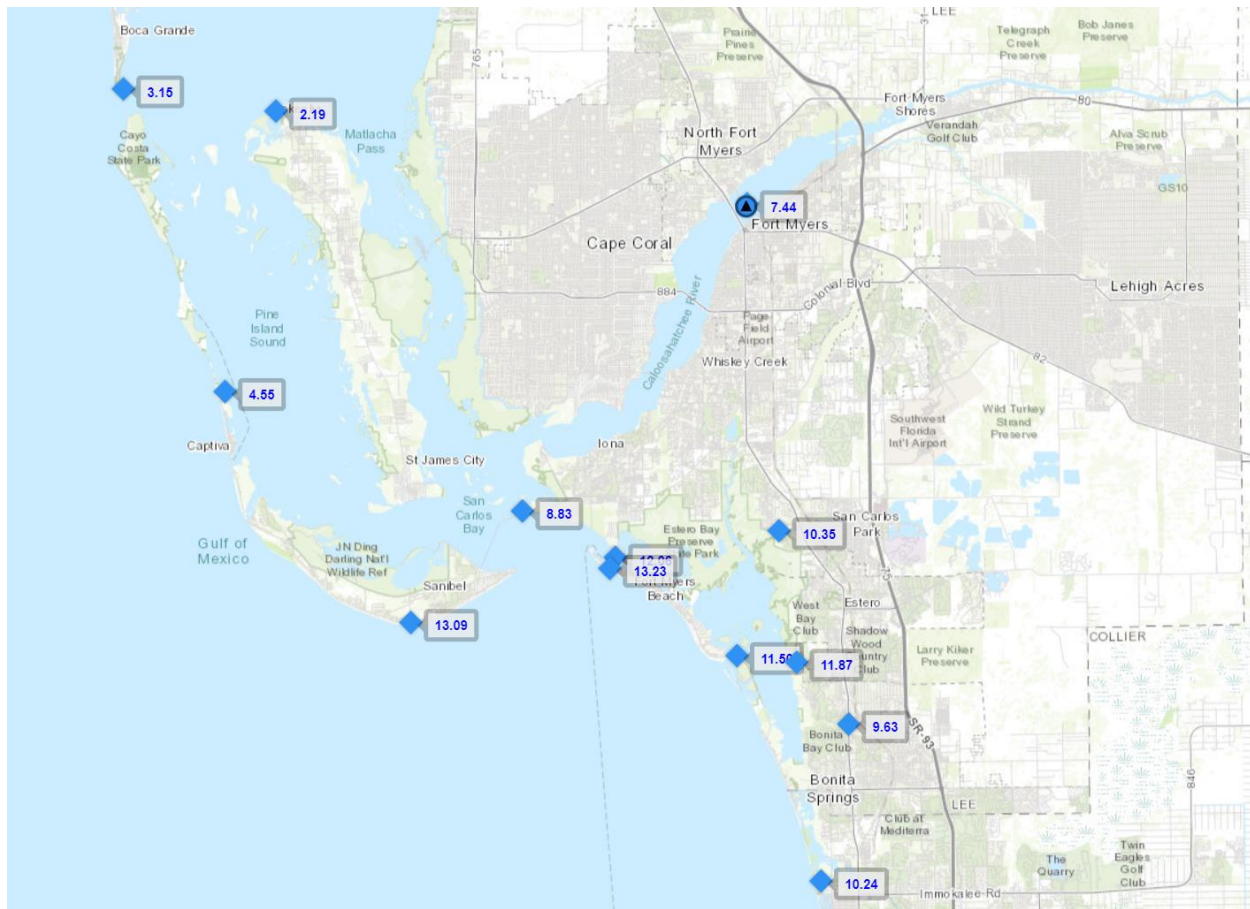 Boca Grande
3.15
2.19
Cayo
Costa
State Park
Matlacha
Pass
765
Prairie
Pines
Preserve
31
LEE
Telegraph
Creek
Preserve
Bob Janes
Preserve
Fort Myers
Shores
80
Verandah
Golf Club
Alva Scrub
Preserve
GS10
North Fort
Myers
7.44
Fort Myers
Cape Coral
884
Colonial Blvd
Lehigh Acres
Caloosahatchee River
Page
Field
Airport
Whiskey Creek
82
Pine
Island
Sound
4.55
Captiva
St James City
Iona
Southwest
Florida
Int'l Airport
Wild Turkey
Strand
Preserve
San
Carlos
Bay
8.83
Gulf of
Mexico
JN Ding
Darling Nat'l
Wildlife Ref
Sanibel
13.09
Estero Bay
Preserve
Park
13.23
Beach
10.35
San Carlos
Park
75
Estero
West
Bay
Club
Shadow
Wood
Larry Kiker
Preserve
COLLIER
11.87
9.63
SR-93
Bonita
Bay Club
Bonita
Springs
LEE
846
Club at
Mediterra
10.24
Immokalee Rd
The
Quarry
Twin
Eagles
Golf
Club